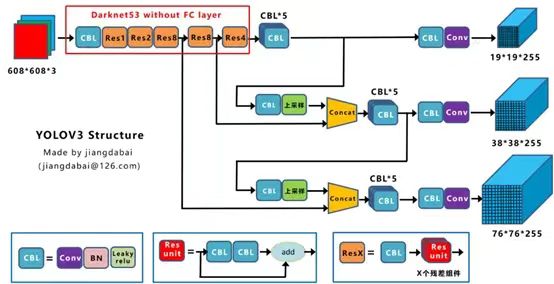 Darknet53 without FC layer
CBL*5
CBL Res1 Res2 Res8 Res8 Res4 CBL CBL Conv
608*608*3
19*19*255
CBL*5
CBL 上采样 Concat CBL CBL Conv
38*38*255
YOLOV3 Structure
Made by jiangdabai
(jiangdabai@126.com)
CBL*5
CBL 上采样 Concat CBL CBL Conv
76*76*255
CBL = Conv BN Leaky relu
Res unit = CBL CBL add
ResX = CBL Res unit
X个残差组件